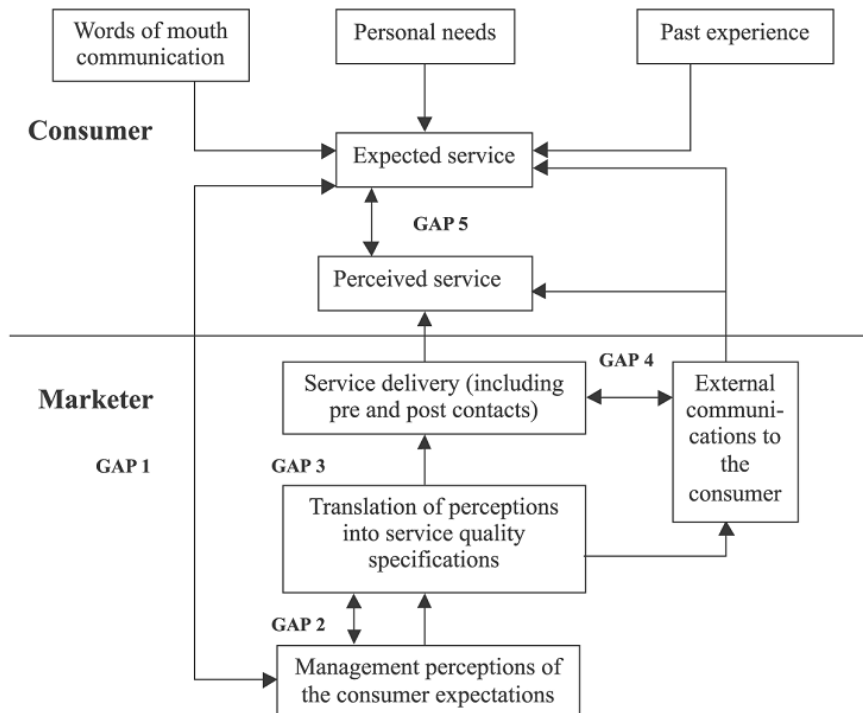 Words of mouth
communication
Personal needs
Past experience
Consumer
Expected service
GAP 5
Perceived service
GAP 4
Marketer
Service delivery (including
pre and post contacts)
External
communi-
cations to
the
consumer
GAP 1
GAP 3
Translation of perceptions
into service quality
specifications
GAP 2
Management perceptions of
the consumer expectations